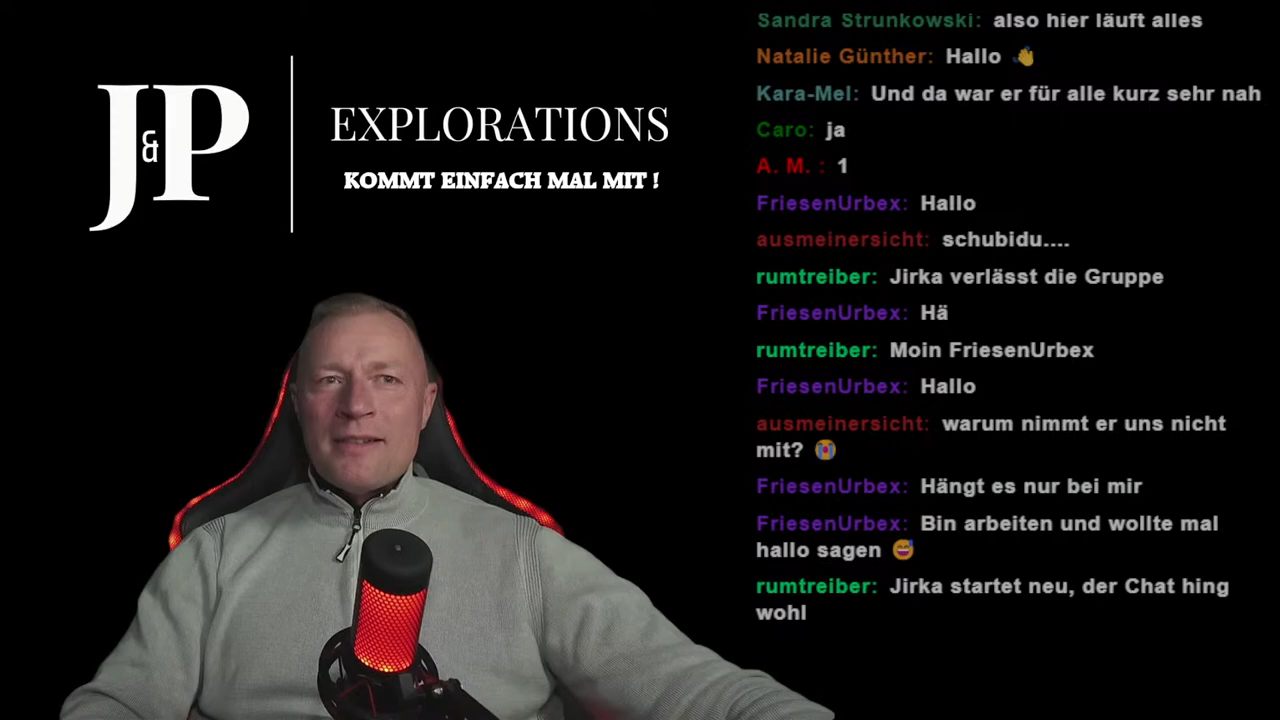 J&P
EXPLORATIONS
KOMMT EINFACH MAL MIT !
Sandra Strunkowski: also hier läuft alles
Natalie Günther: Hallo 👋
Kara-Mel: Und da war er für alle kurz sehr nah
Caro: ja
A. M. : 1
FriesenUrbex: Hallo
ausmeinersicht: schubidu....
rumtreiber: Jirka verlässt die Gruppe
FriesenUrbex: Hä
rumtreiber: Moin FriesenUrbex
FriesenUrbex: Hallo
ausmeinersicht: warum nimmt er uns nicht
mit? 😭
FriesenUrbex: Hängt es nur bei mir
FriesenUrbex: Bin arbeiten und wollte mal
hallo sagen 😅
rumtreiber: Jirka startet neu, der Chat hing
wohl